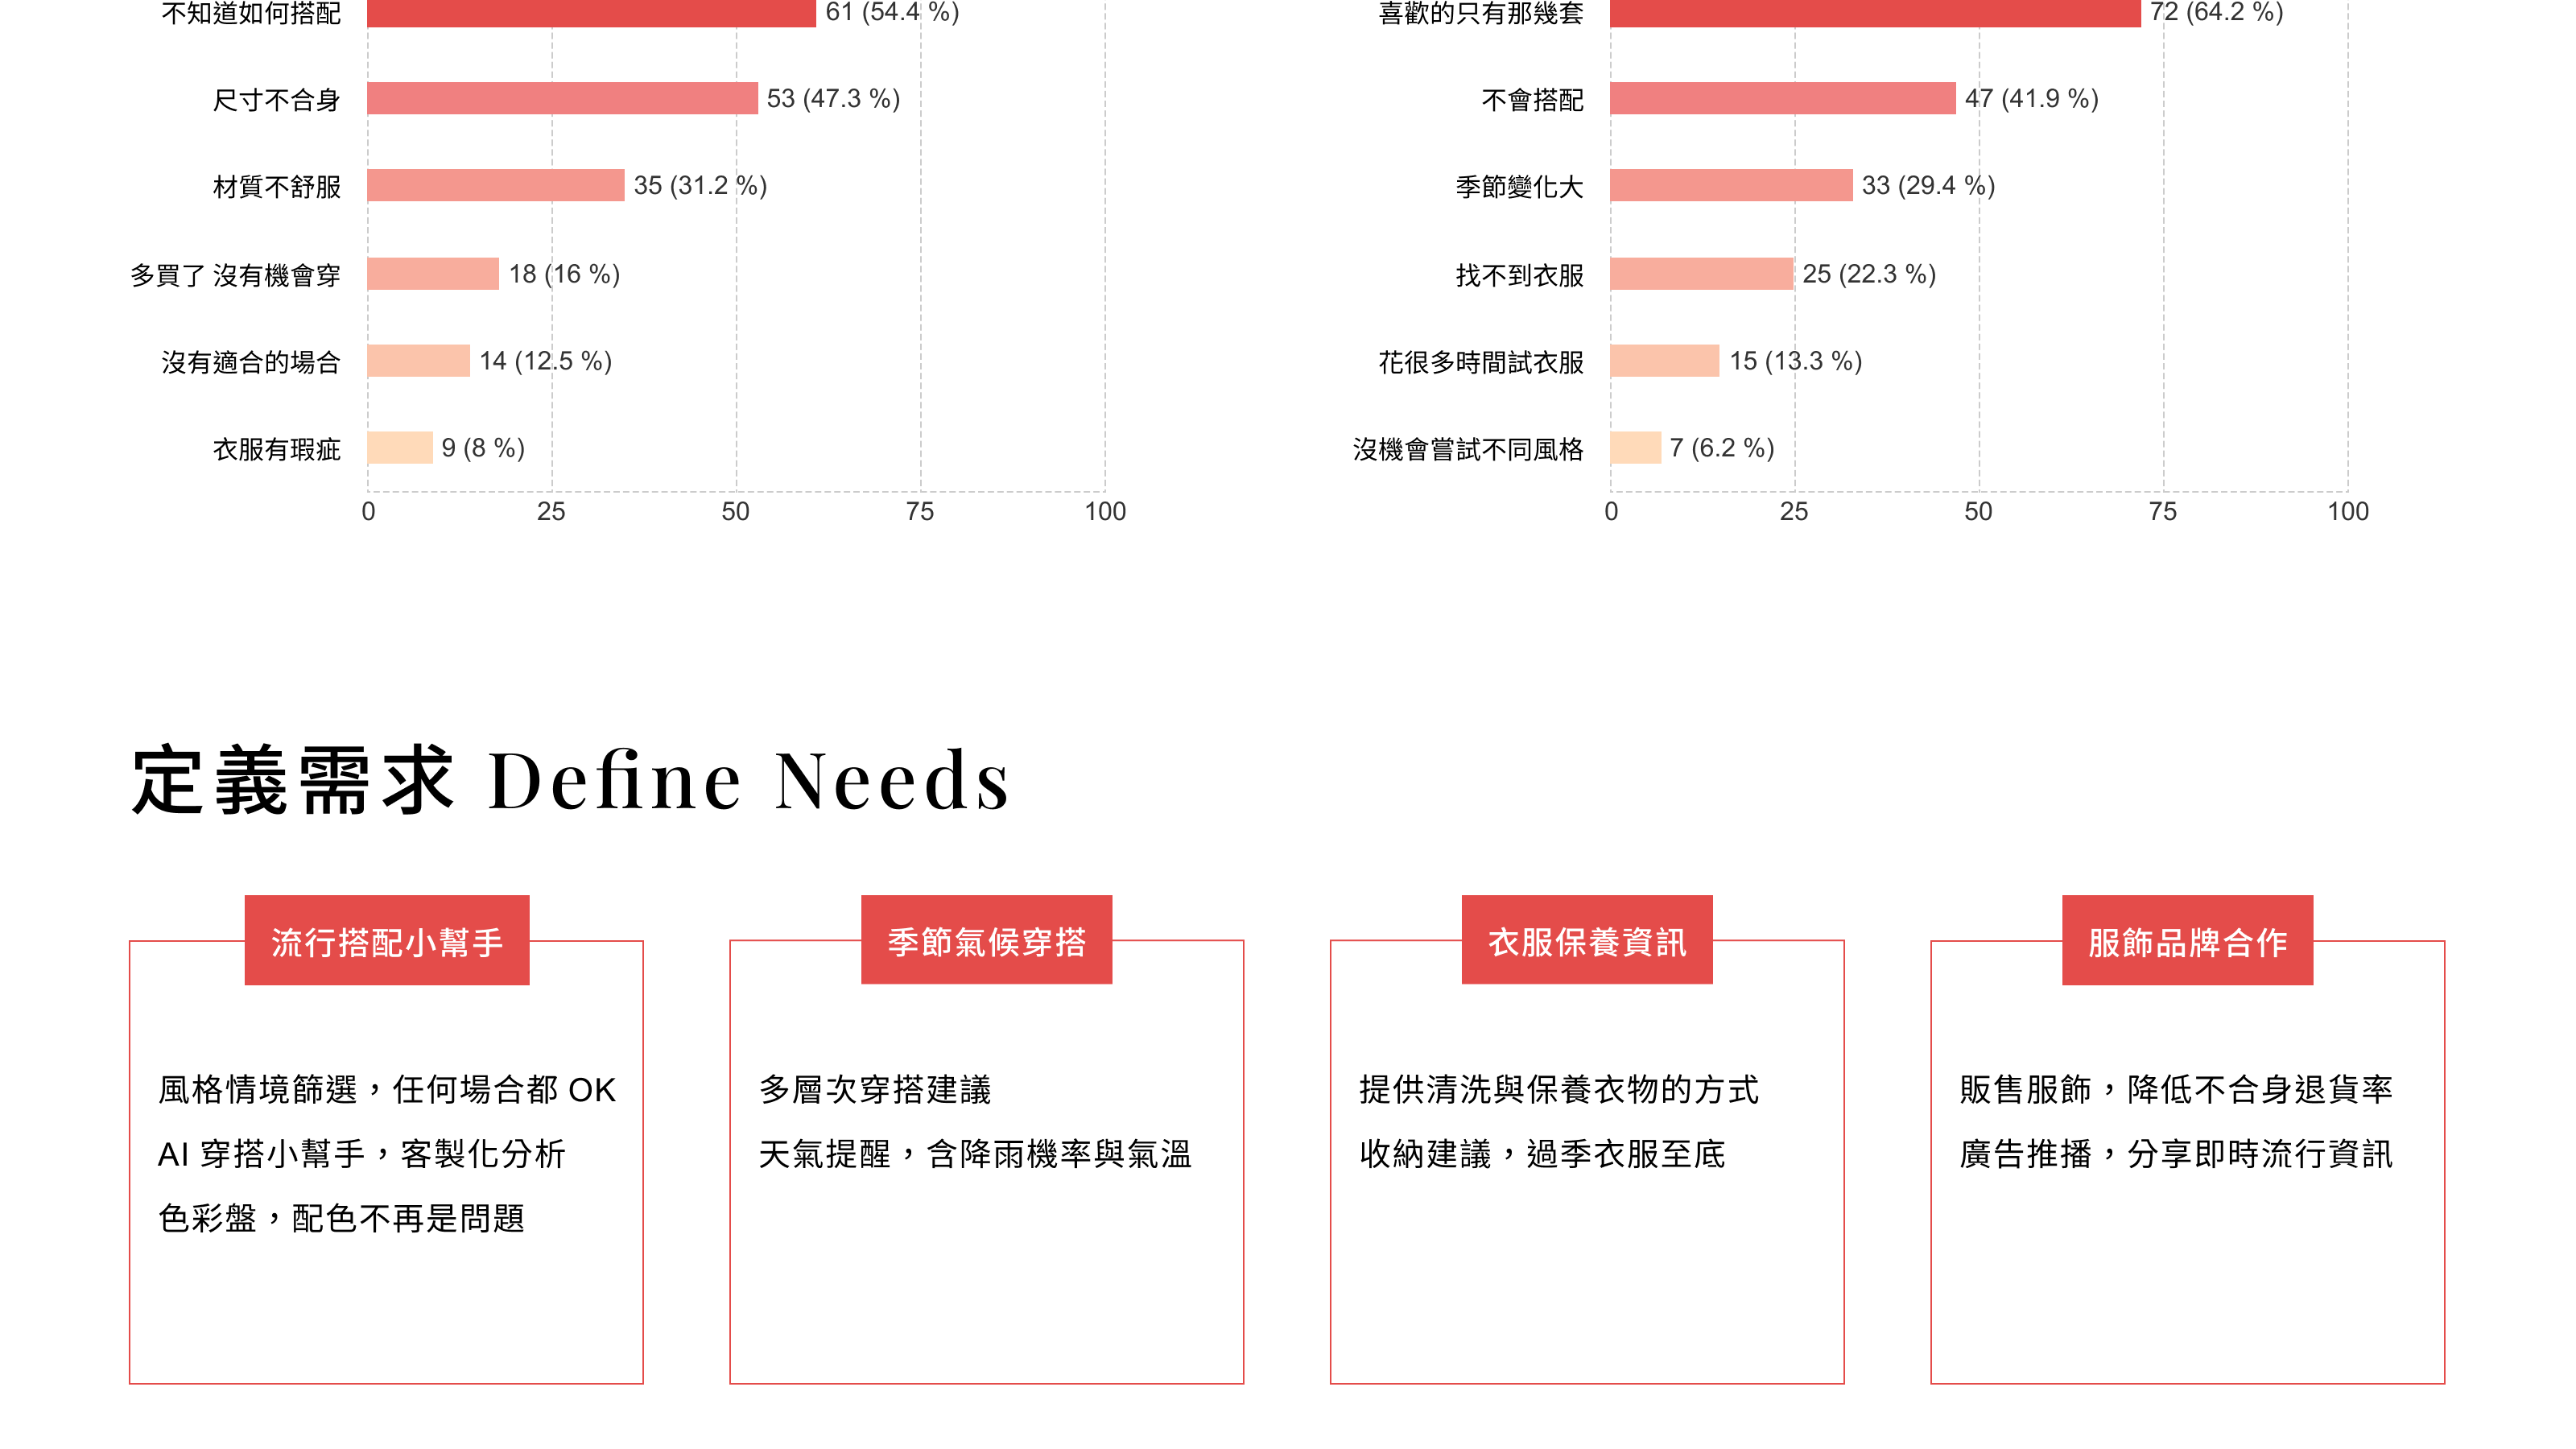 不知道如何搭配 61 (54.4 %)
尺寸不合身 53 (47.3 %)
材質不舒服 35 (31.2 %)
多買了 沒有機會穿 18 (16 %)
沒有適合的場合 14 (12.5 %)
衣服有瑕疵 9 (8 %)
0 25 50 75 100
喜歡的只有那幾套 72 (64.2 %)
不會搭配 47 (41.9 %)
季節變化大 33 (29.4 %)
找不到衣服 25 (22.3 %)
花很多時間試衣服 15 (13.3 %)
沒機會嘗試不同風格 7 (6.2 %)
0 25 50 75 100
定義需求 Define Needs
流行搭配小幫手
風格情境篩選，任何場合都 OK
AI 穿搭小幫手，客製化分析
色彩盤，配色不再是問題
季節氣候穿搭
多層次穿搭建議
天氣提醒，含降雨機率與氣溫
衣服保養資訊
提供清洗與保養衣物的方式
收納建議，過季衣服至底
服飾品牌合作
販售服飾，降低不合身退貨率
廣告推播，分享即時流行資訊